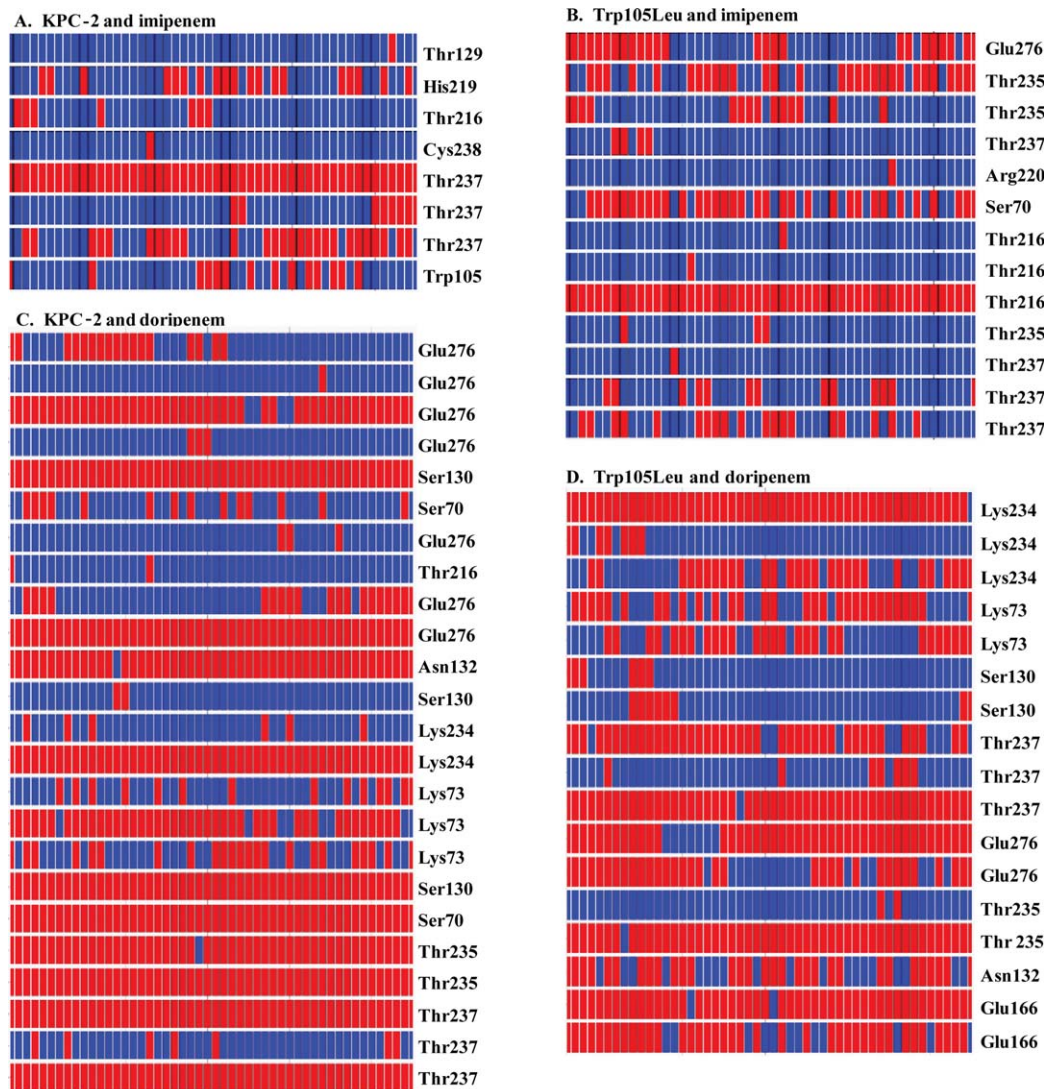 A. KPC-2 and imipenem
Thr129
His219
Thr216
Cys238
Thr237
Thr237
Thr237
Trp105
B. Trp105Leu and imipenem
Glu276
Thr235
Thr235
Thr237
Arg220
Ser70
Thr216
Thr216
Thr216
Thr235
Thr237
Thr237
Thr237
C. KPC-2 and doripenem
Glu276
Glu276
Glu276
Glu276
Ser130
Ser70
Glu276
Thr216
Glu276
Glu276
Asn132
Ser130
Lys234
Lys234
Lys73
Lys73
Lys73
Ser130
Ser70
Thr235
Thr235
Thr237
Thr237
Thr237
D. Trp105Leu and doripenem
Lys234
Lys234
Lys234
Lys73
Lys73
Ser130
Ser130
Thr237
Thr237
Thr237
Glu276
Glu276
Thr235
Thr 235
Asn132
Glu166
Glu166